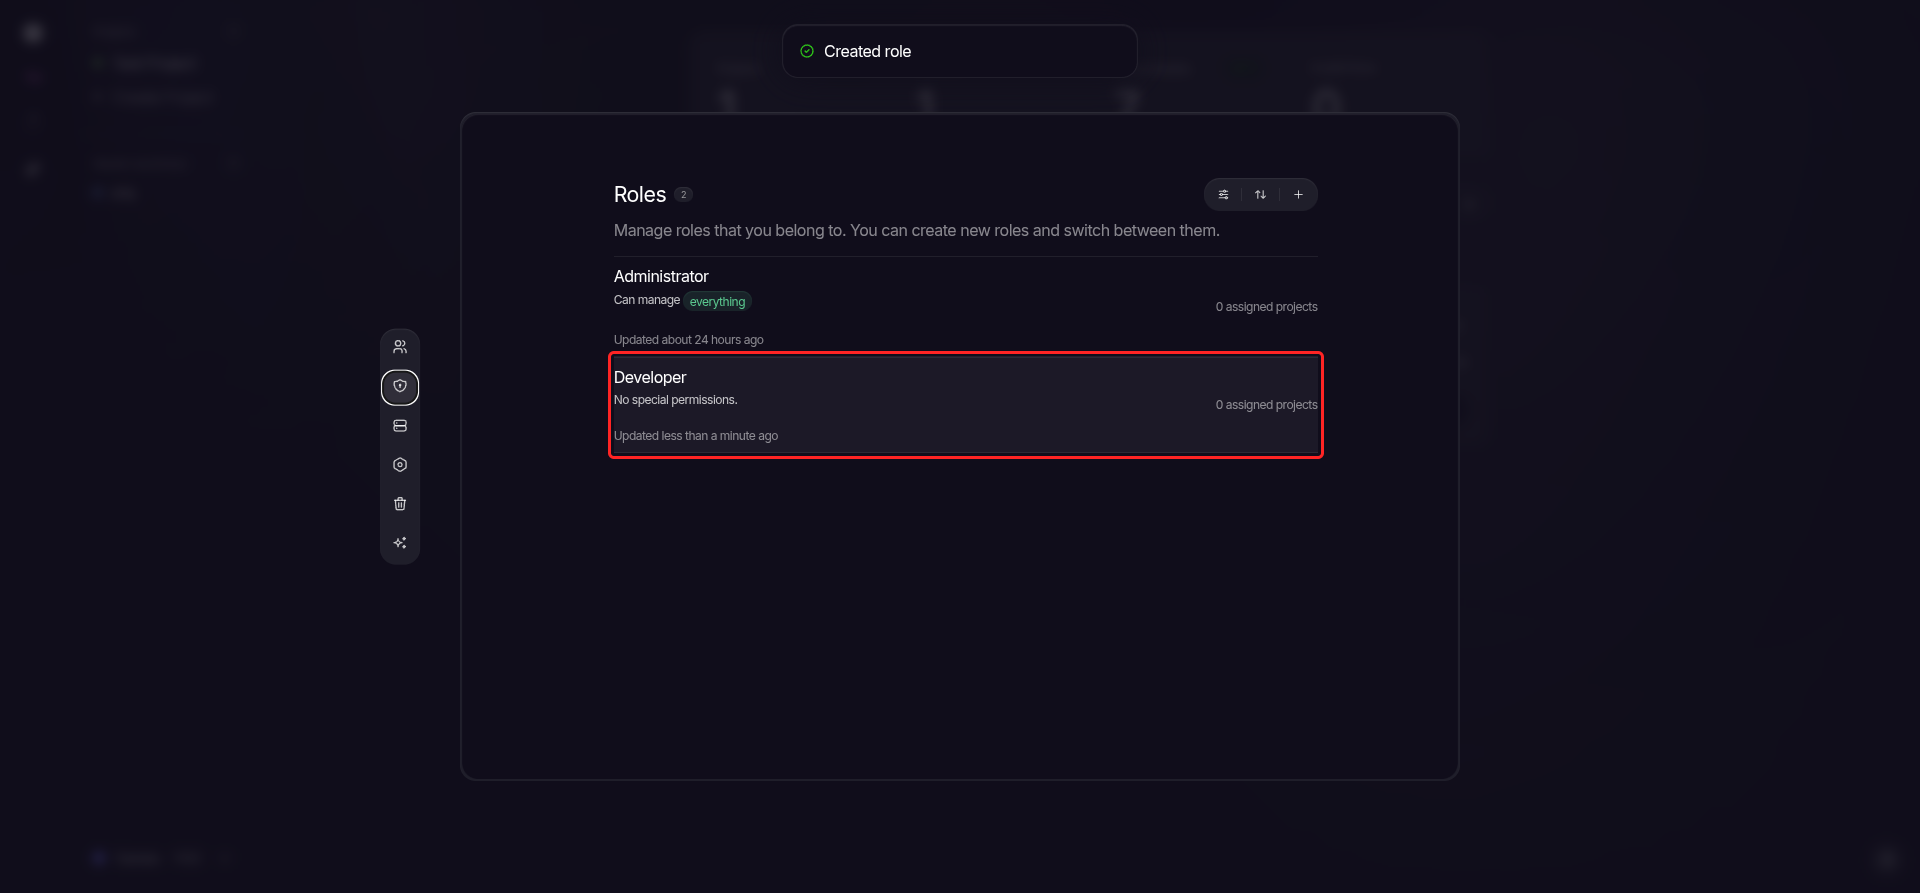 Created role
Roles 2
Manage roles that you belong to. You can create new roles and switch between them.
Administrator
Can manage everything
0 assigned projects
Updated about 24 hours ago
Developer
No special permissions.
0 assigned projects
Updated less than a minute ago